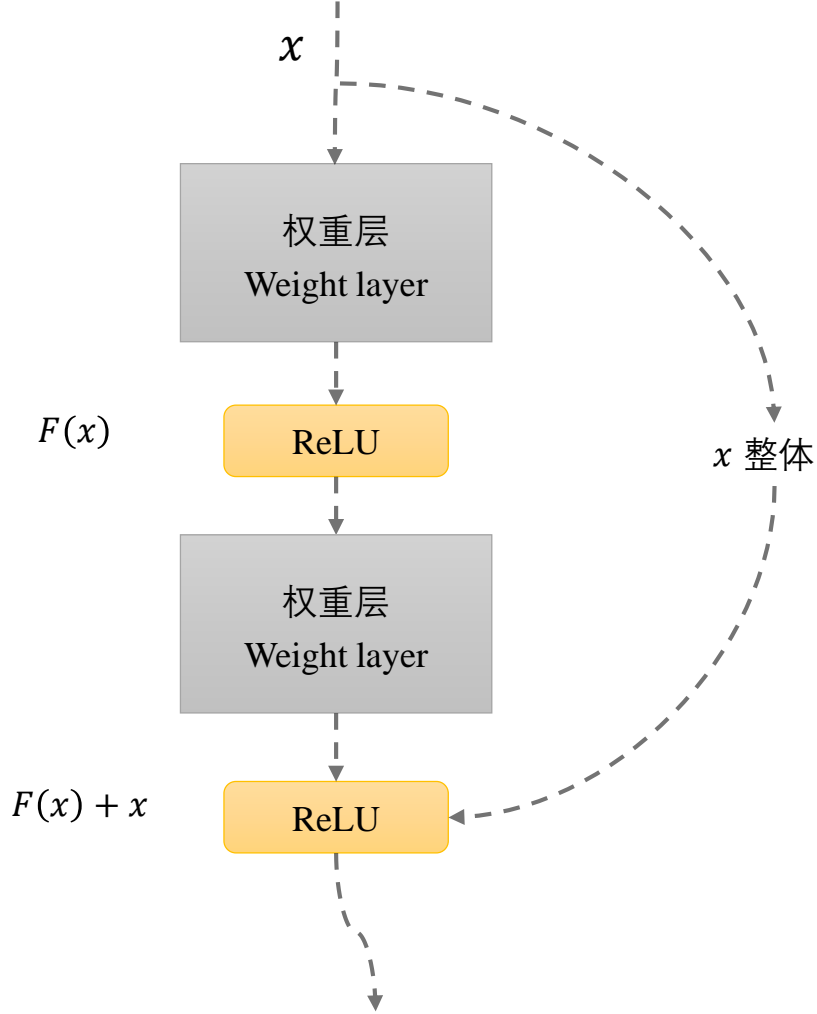 x
权重层
Weight layer
F(x)
ReLU
x 整体
权重层
Weight layer
F(x) + x
ReLU